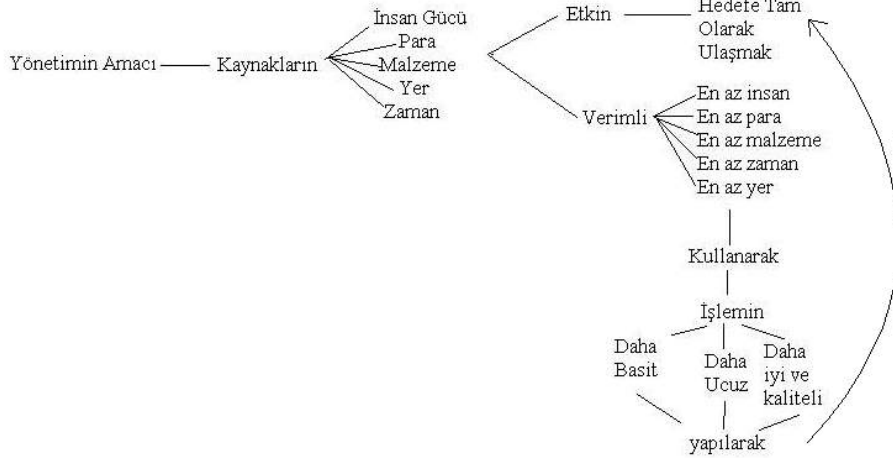 Yönetimin Amacı
Kaynakların
İnsan Gücü
Para
Malzeme
Yer
Zaman
Etkin
Hedefe Tam
Olarak
Ulaşmak
Verimli
En az insan
En az para
En az malzeme
En az zaman
En az yer
Kullanarak
İşlemin
Daha
Basit
Daha
Ucuz
Daha
iyi ve
kaliteli
yapılarak